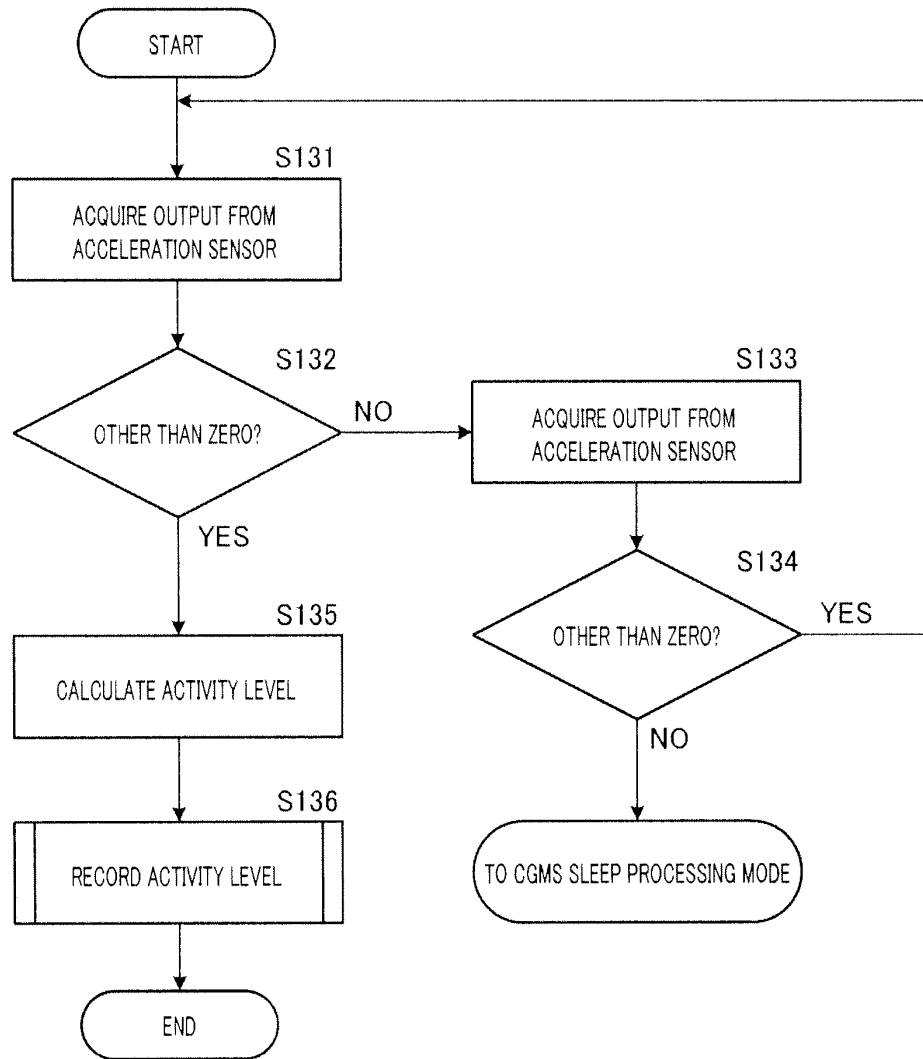 START
S131
ACQUIRE OUTPUT FROM
ACCELERATION SENSOR
S132
OTHER THAN ZERO?
NO
YES
S133
ACQUIRE OUTPUT FROM
ACCELERATION SENSOR
S134
OTHER THAN ZERO?
YES
NO
S135
CALCULATE ACTIVITY LEVEL
S136
RECORD ACTIVITY LEVEL
TO CGMS SLEEP PROCESSING MODE
END